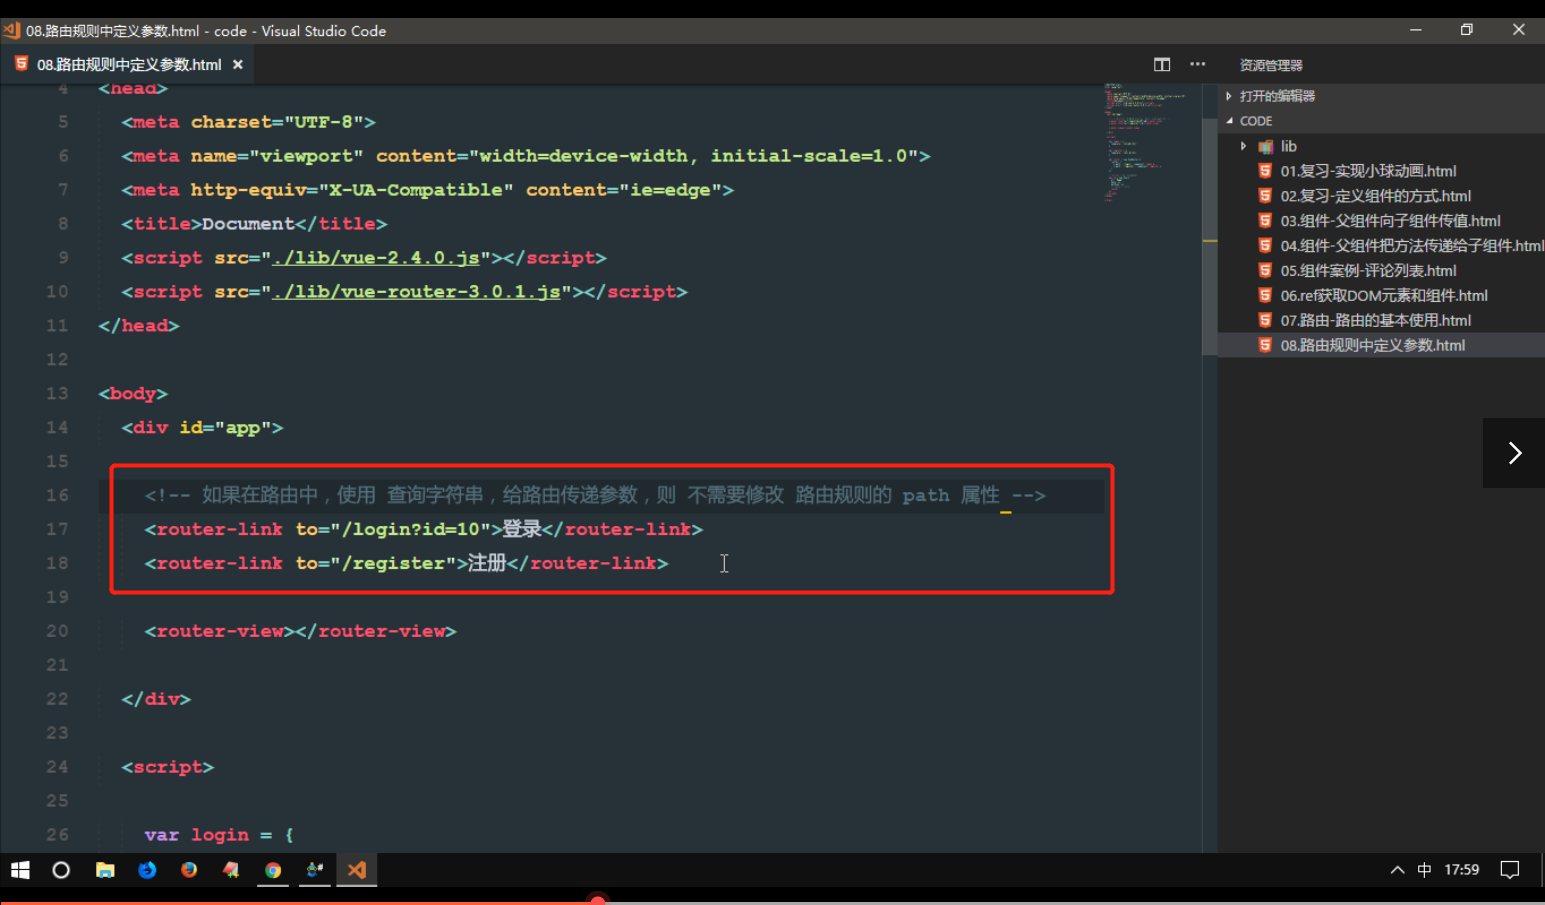 08.路由规则中定义参数.html - code - Visual Studio Code
08.路由规则中定义参数.html
资源管理器
打开的编辑器
CODE
lib
01.复习-实现小球动画.html
02.复习-定义组件的方式.html
03.组件-父组件向子组件传值.html
04.组件-父组件把方法传递给子组件.html
05.组件案例-评论列表.html
06.ref获取DOM元素和组件.html
07.路由-路由的基本使用.html
08.路由规则中定义参数.html
4 <head>
5 <meta charset="UTF-8">
6 <meta name="viewport" content="width=device-width, initial-scale=1.0">
7 <meta http-equiv="X-UA-Compatible" content="ie=edge">
8 <title>Document</title>
9 <script src="./lib/vue-2.4.0.js"></script>
10 <script src="./lib/vue-router-3.0.1.js"></script>
11 </head>
12
13 <body>
14 <div id="app">
15
16 <!-- 如果在路由中，使用 查询字符串，给路由传递参数，则 不需要修改 路由规则的 path 属性 -->
17 <router-link to="/login?id=10">登录</router-link>
18 <router-link to="/register">注册</router-link>
19
20 <router-view></router-view>
21
22 </div>
23
24 <script>
25
26 var login = {
中 17:59